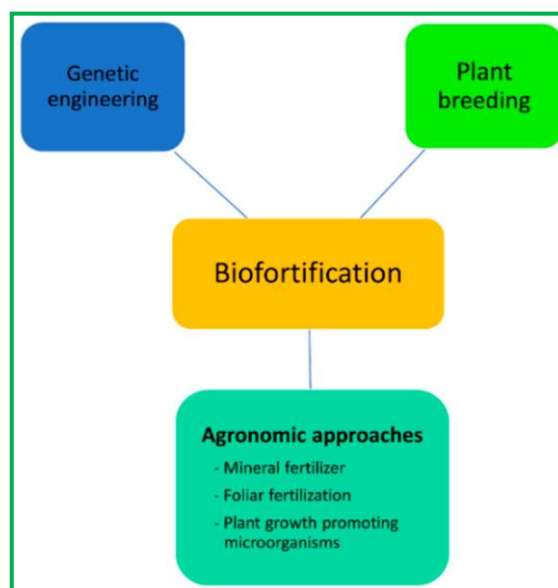 Genetic
engineering
Plant
breeding
Biofortification
Agronomic approaches
- Mineral fertilizer
- Foliar fertilization
- Plant growth promoting
microorganisms